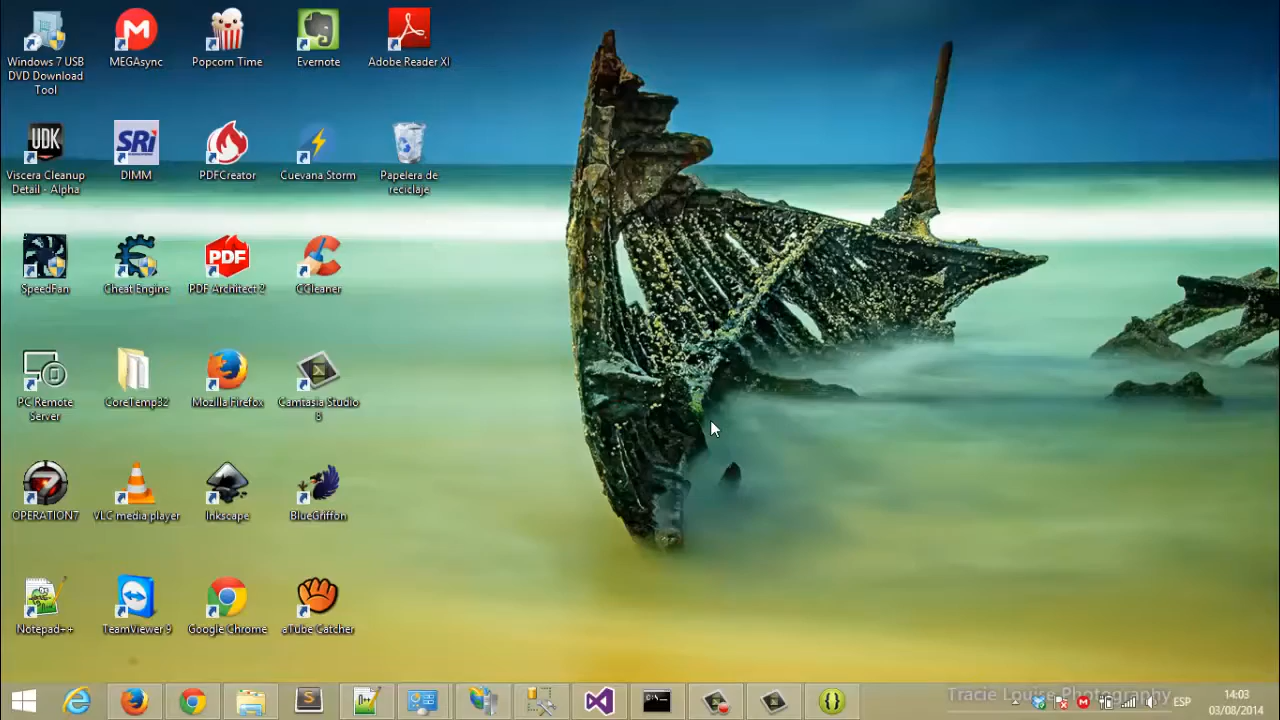 Windows 7 USB
DVD Download
Tool
MEGAsync
Popcorn Time
Evernote
Adobe Reader XI
UDK
Viscera Cleanup
Detail - Alpha
SRi
DIMM
PDFCreator
Cuevana Storm
Papelera de
reciclaje
SpeedFan
Cheat Engine
PDF
PDF Architect 2
CCleaner
PC Remote
Server
CoreTemp32
Mozilla Firefox
Camtasia Studio
8
OPERATION7
VLC media player
Inkscape
BlueGriffon
Notepad++
TeamViewer 9
Google Chrome
aTube Catcher
Tracie Louise Photography
ESP
14:03
03/08/2014